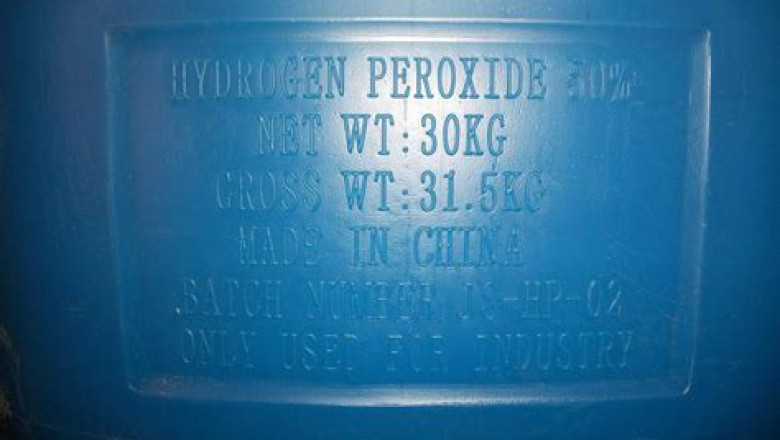 HYDROGEN PEROXIDE 50%
NET WT:30KG
GROSS WT:31.5KG
MADE IN CHINA
BATCH NUMBER JS-HP-02
ONLY USED FOR INDUSTRY